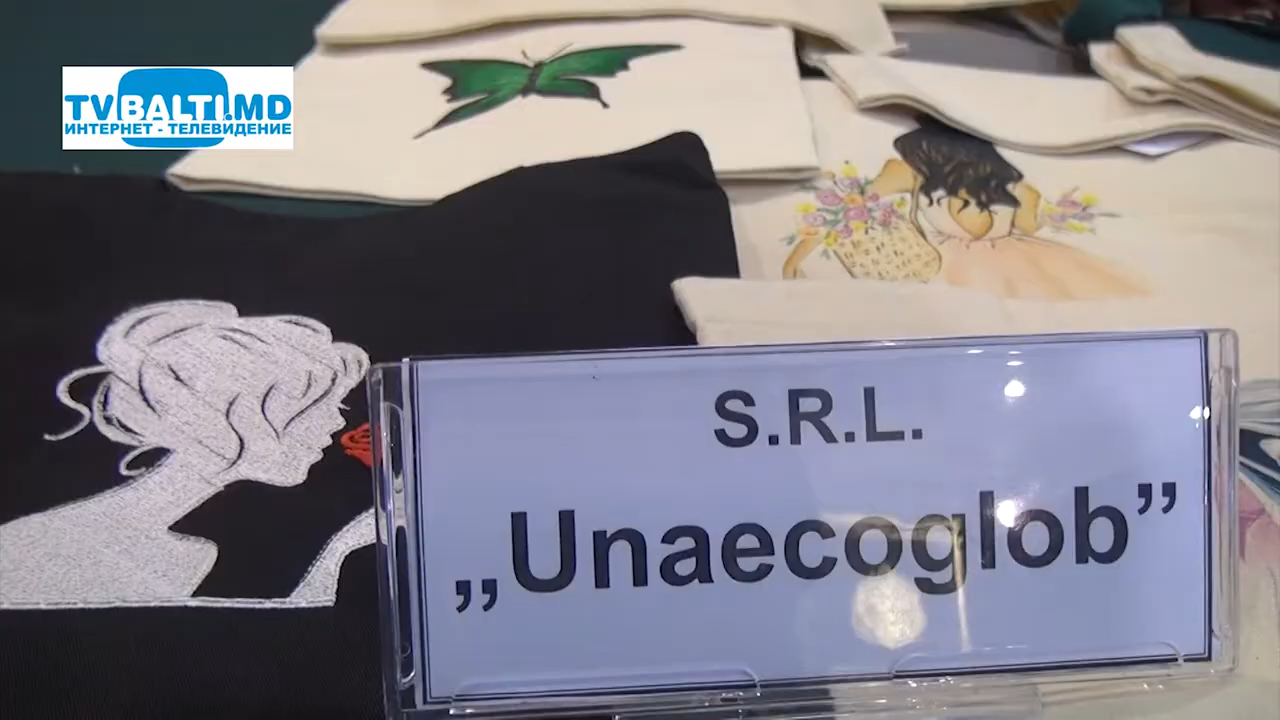 TVBALTI.MD
ИНТЕРНЕТ - ТЕЛЕВИДЕНИЕ
S.R.L.
„Unaecoglob”